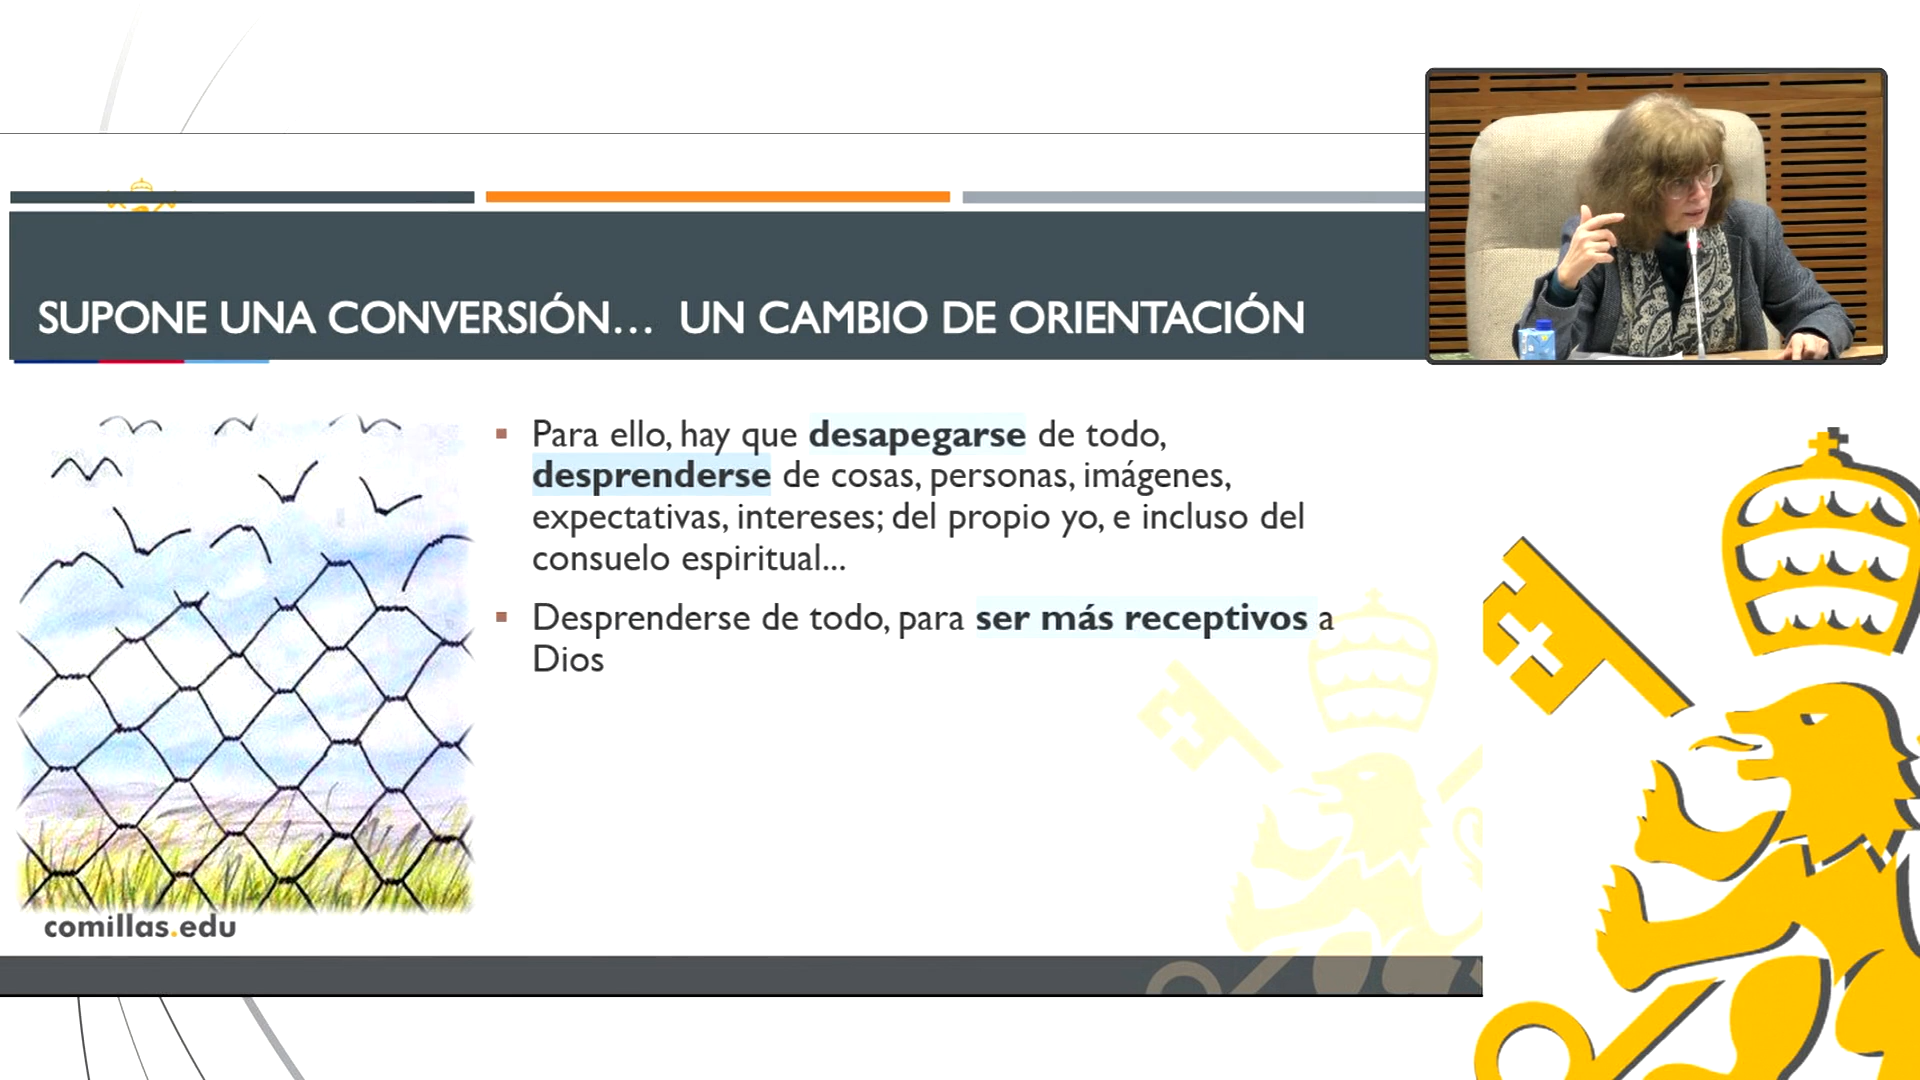 SUPONE UNA CONVERSIÓN... UN CAMBIO DE ORIENTACIÓN
▪ Para ello, hay que desapegarse de todo,
desprenderse de cosas, personas, imágenes,
expectativas, intereses; del propio yo, e incluso del
consuelo espiritual...
▪ Desprenderse de todo, para ser más receptivos a
Dios
comillas.edu